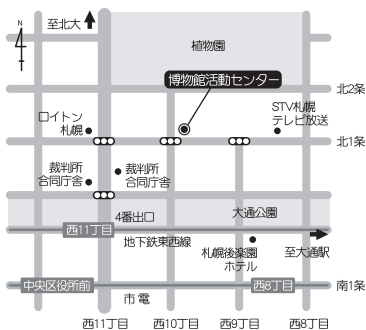 至北大
N
植物園
博物館活動センター
北2条
ロイトン
札幌
STV札幌
テレビ放送
北1条
裁判所
合同庁舎
裁判所
合同庁舎
4番出口
大通公園
西11丁目
地下鉄東西線
札幌後楽園
ホテル
至大通駅
中央区役所前
西8丁目
南1条
市電
西11丁目
西10丁目
西9丁目
西8丁目